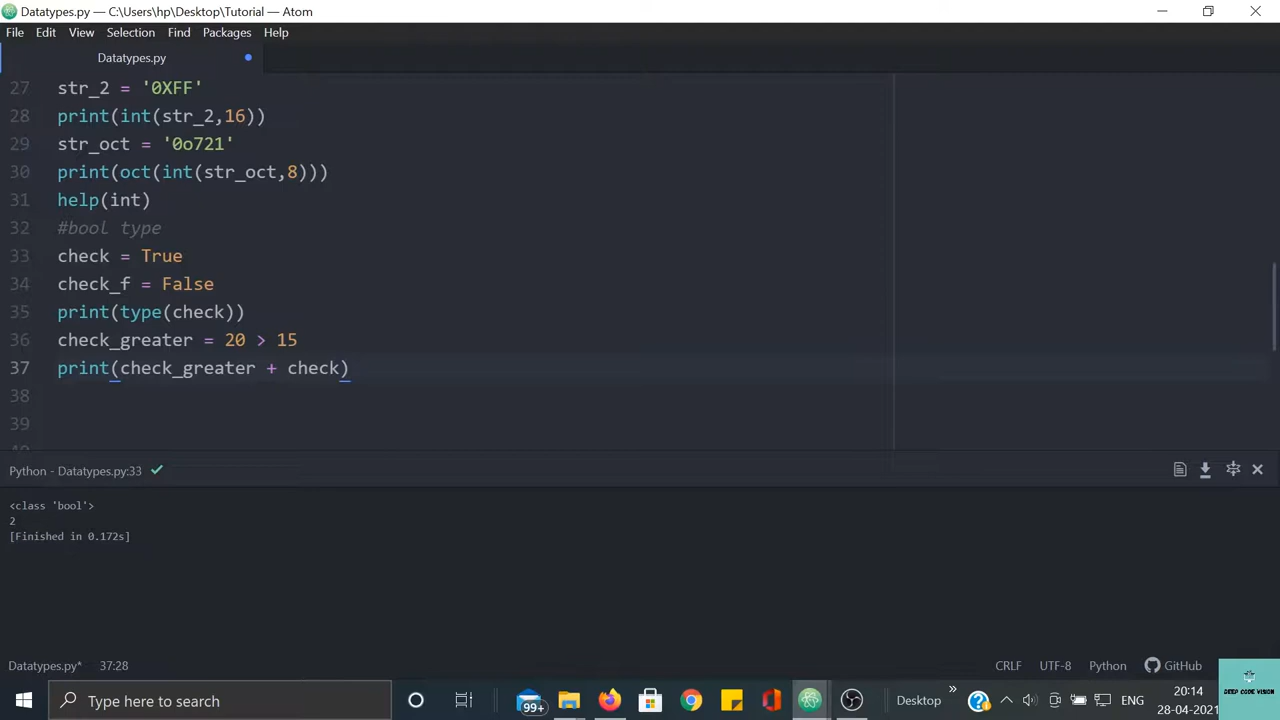 Datatypes.py — C:\Users\hp\Desktop\Tutorial — Atom
File Edit View Selection Find Packages Help
Datatypes.py
27 str_2 = '0XFF'
28 print(int(str_2,16))
29 str_oct = '0o721'
30 print(oct(int(str_oct,8)))
31 help(int)
32 #bool type
33 check = True
34 check_f = False
35 print(type(check))
36 check_greater = 20 > 15
37 print(check_greater + check)
38
39
Python - Datatypes.py:33
<class 'bool'>
2
[Finished in 0.172s]
Datatypes.py* 37:28 CRLF UTF-8 Python GitHub
Type here to search 99+ Desktop ENG 20:14
28-04-2021
DEEP CODE VISION